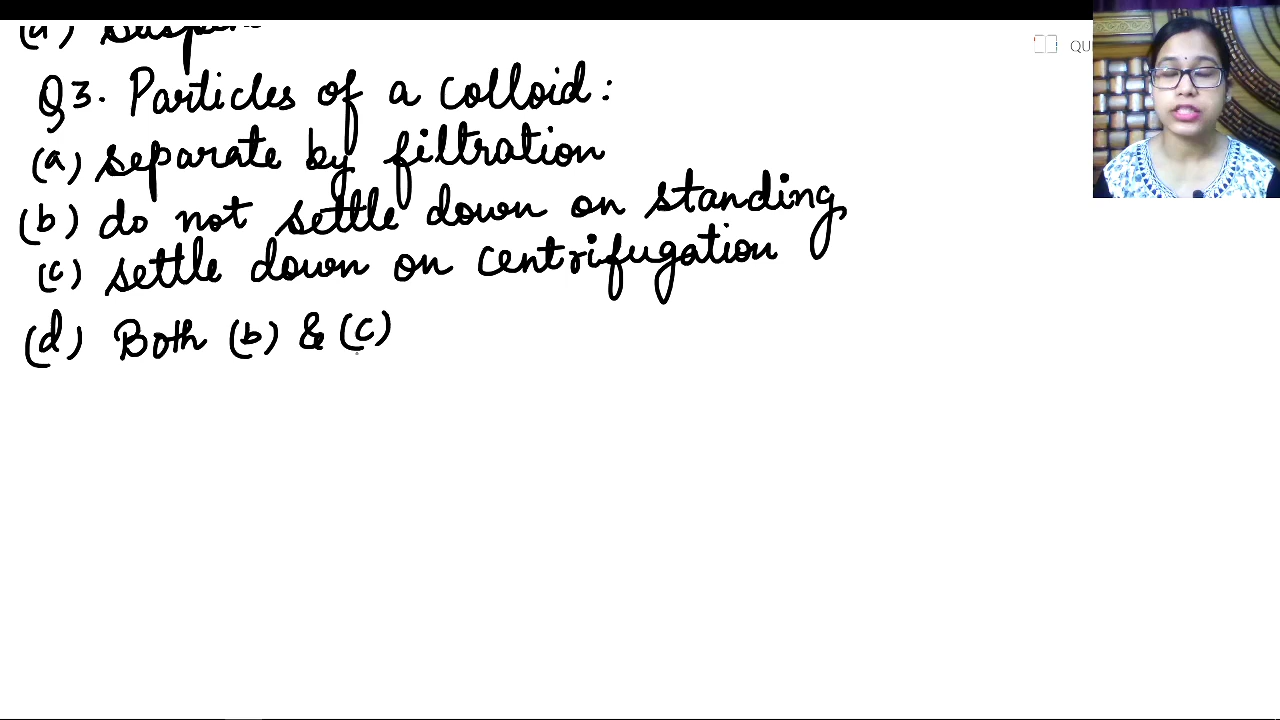 Q3. Particles of a colloid:
(a) separate by filtration
(b) do not settle down on standing
(c) settle down on centrifugation
(d) Both (b) & (c)